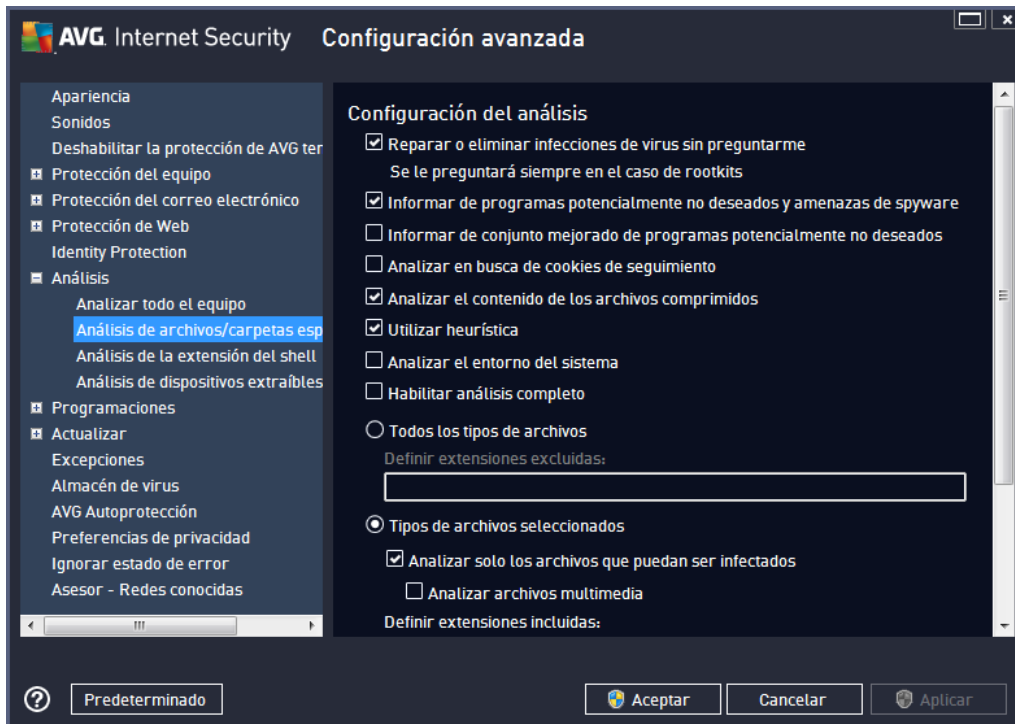 AVG. Internet Security Configuración avanzada
Apariencia
Sonidos
Deshabilitar la protección de AVG ter
Protección del equipo
Protección del correo electrónico
Protección de Web
Identity Protection
Análisis
Analizar todo el equipo
Análisis de archivos/carpetas esp
Análisis de la extensión del shell
Análisis de dispositivos extraíbles
Programaciones
Actualizar
Excepciones
Almacén de virus
AVG Autoprotección
Preferencias de privacidad
Ignorar estado de error
Asesor - Redes conocidas
Configuración del análisis
Reparar o eliminar infecciones de virus sin preguntarme
Se le preguntará siempre en el caso de rootkits
Informar de programas potencialmente no deseados y amenazas de spyware
Informar de conjunto mejorado de programas potencialmente no deseados
Analizar en busca de cookies de seguimiento
Analizar el contenido de los archivos comprimidos
Utilizar heurística
Analizar el entorno del sistema
Habilitar análisis completo
Todos los tipos de archivos
Definir extensiones excluidas:
Tipos de archivos seleccionados
Analizar solo los archivos que puedan ser infectados
Analizar archivos multimedia
Definir extensiones incluidas:
Predeterminado
Aceptar
Cancelar
Aplicar